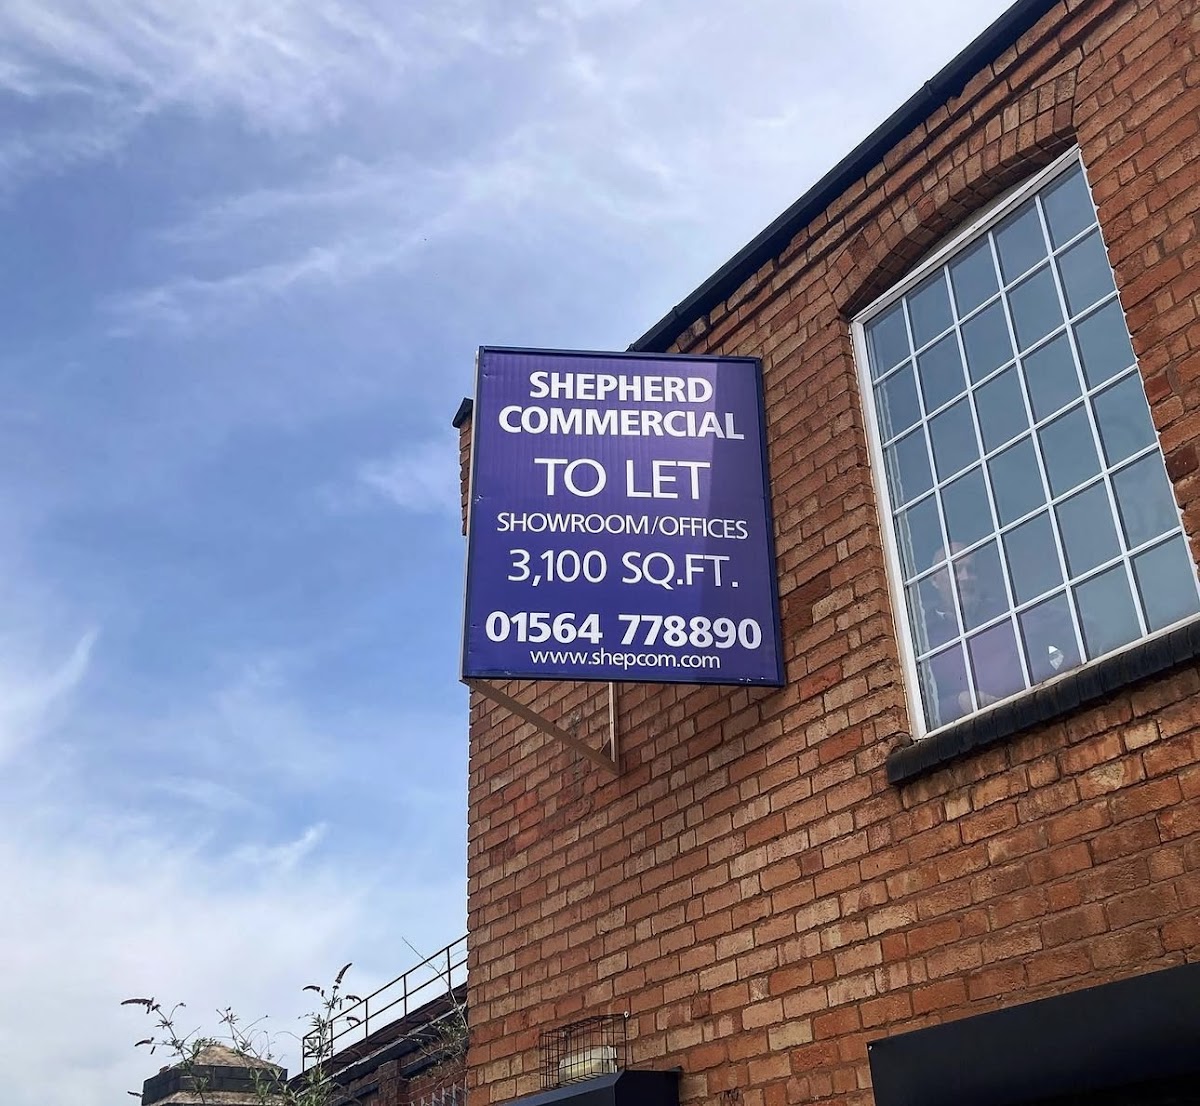 SHEPHERD
COMMERCIAL
TO LET
SHOWROOM/OFFICES
3,100 SQ.FT.
01564 778890
www.shepcom.com